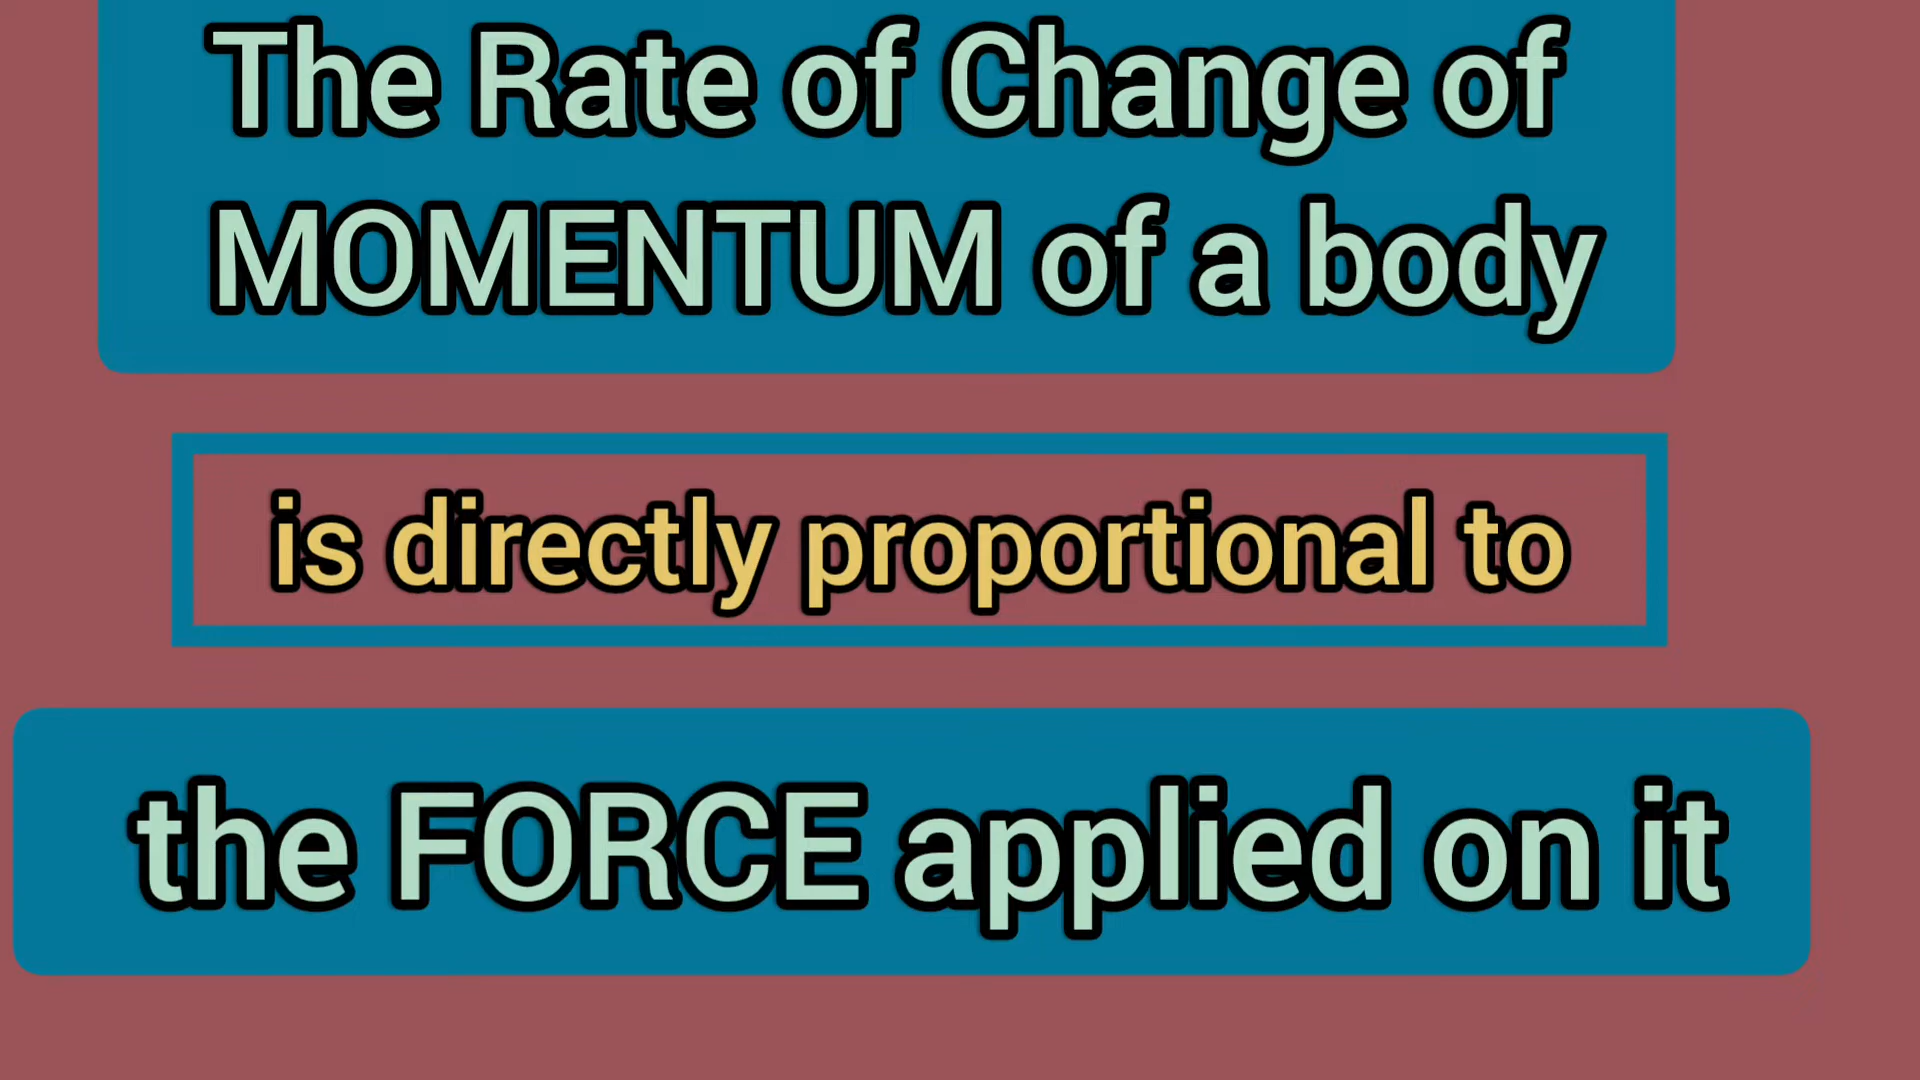 The Rate of Change of
MOMENTUM of a body
is directly proportional to
the FORCE applied on it